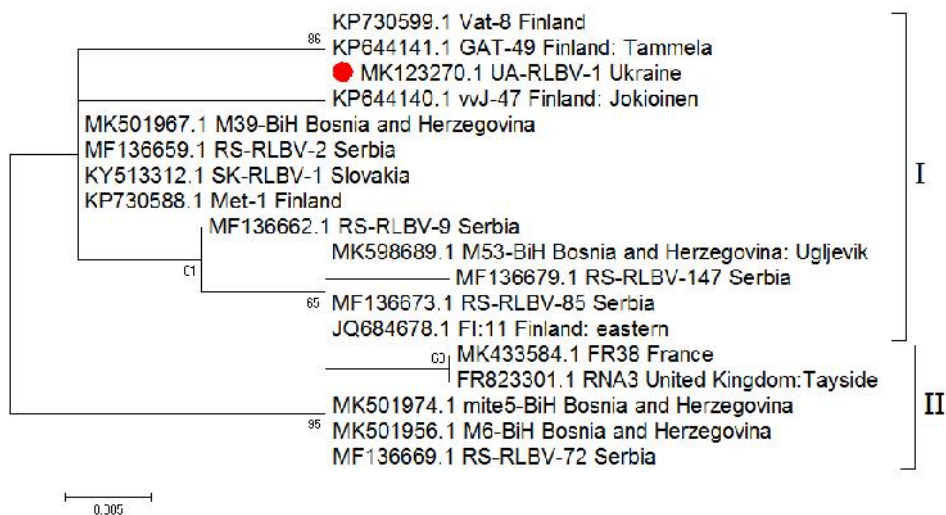 KP730599.1 Vat-8 Finland
86
KP644141.1 GAT-49 Finland: Tammela
MK123270.1 UA-RLBV-1 Ukraine
KP644140.1 vvJ-47 Finland: Jokioinen
MK501967.1 M39-BiH Bosnia and Herzegovina
MF136659.1 RS-RLBV-2 Serbia
KY513312.1 SK-RLBV-1 Slovakia
I
KP730588.1 Met-1 Finland
MF136662.1 RS-RLBV-9 Serbia
MK598689.1 M53-BiH Bosnia and Herzegovina: Ugljevik
MF136679.1 RS-RLBV-147 Serbia
65
MF136673.1 RS-RLBV-85 Serbia
JQ684678.1 FI:11 Finland: eastern
MK433584.1 FR38 France
FR823301.1 RNA3 United Kingdom:Tayside
MK501974.1 mite5-BiH Bosnia and Herzegovina
II
95
MK501956.1 M6-BiH Bosnia and Herzegovina
MF136669.1 RS-RLBV-72 Serbia
0.005